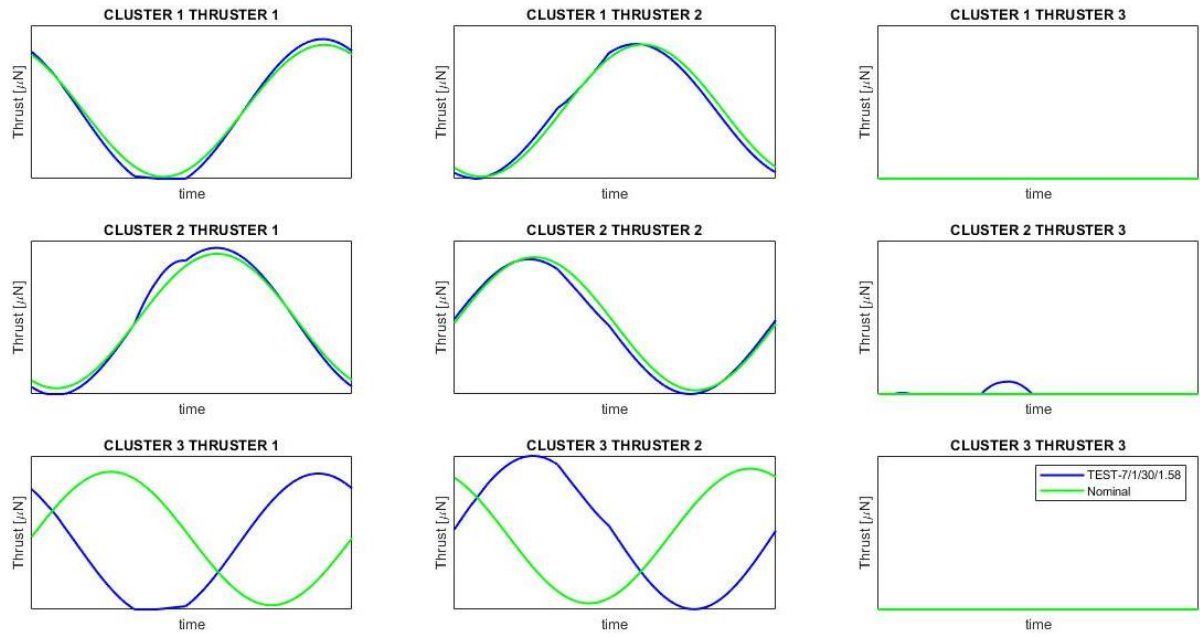 CLUSTER 1 THRUSTER 1
Thrust [μN]
time
CLUSTER 1 THRUSTER 2
Thrust [μN]
time
CLUSTER 1 THRUSTER 3
Thrust [μN]
time
CLUSTER 2 THRUSTER 1
Thrust [μN]
time
CLUSTER 2 THRUSTER 2
Thrust [μN]
time
CLUSTER 2 THRUSTER 3
Thrust [μN]
time
CLUSTER 3 THRUSTER 1
Thrust [μN]
time
CLUSTER 3 THRUSTER 2
Thrust [μN]
time
CLUSTER 3 THRUSTER 3
Thrust [μN]
TEST-7/1/30/1.58
Nominal
time